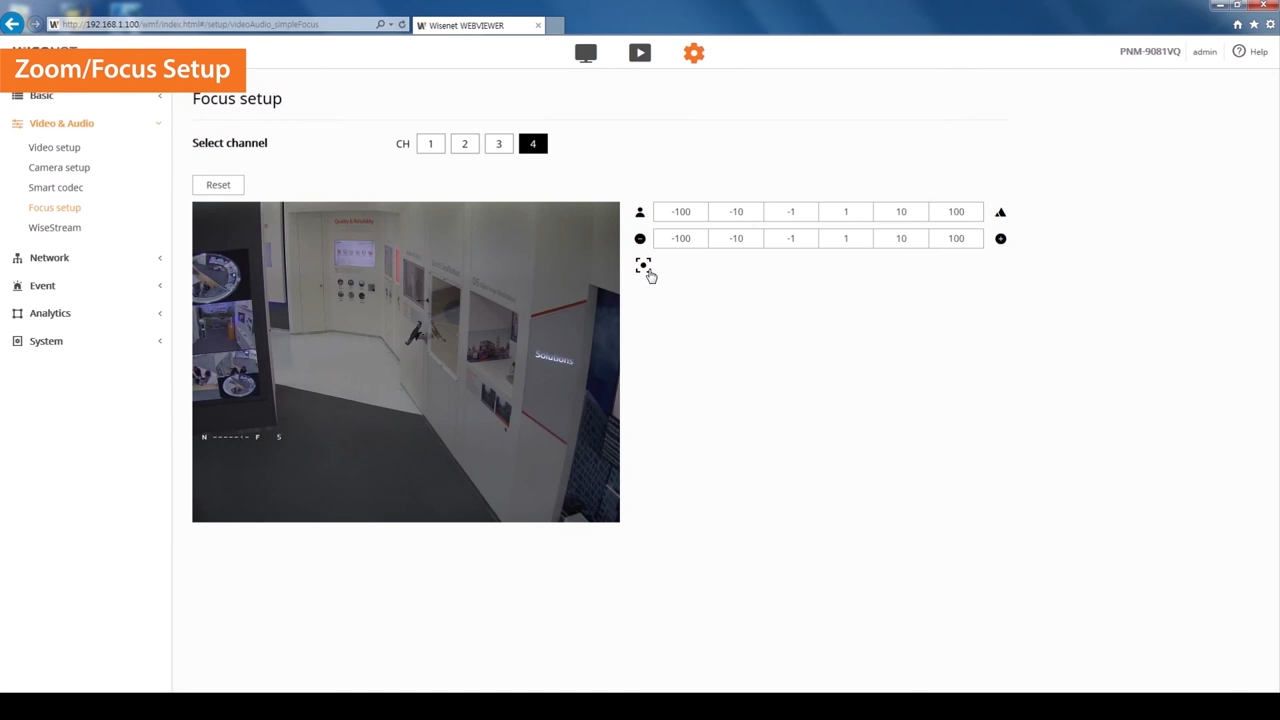 http://192.168.1.100/wmf/index.html#/setup/videoAudio_simpleFocus
Wisenet WEBVIEWER
Zoom/Focus Setup
PNM-9081VQ admin Help
Basic
Video & Audio
Video setup
Camera setup
Smart codec
Focus setup
WiseStream
Network
Event
Analytics
System
Focus setup
Select channel CH 1 2 3 4
Reset
-100 -10 -1 1 10 100
-100 -10 -1 1 10 100
Quality & Reliability
Solutions
N -----·- F 5